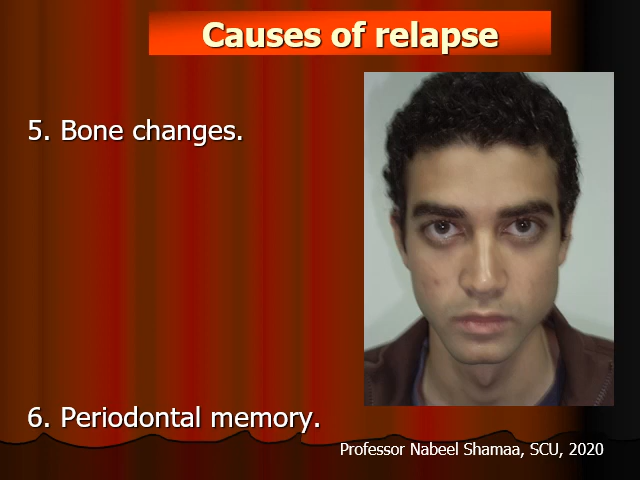 Causes of relapse
5. Bone changes.
6. Periodontal memory.
Professor Nabeel Shamaa, SCU, 2020